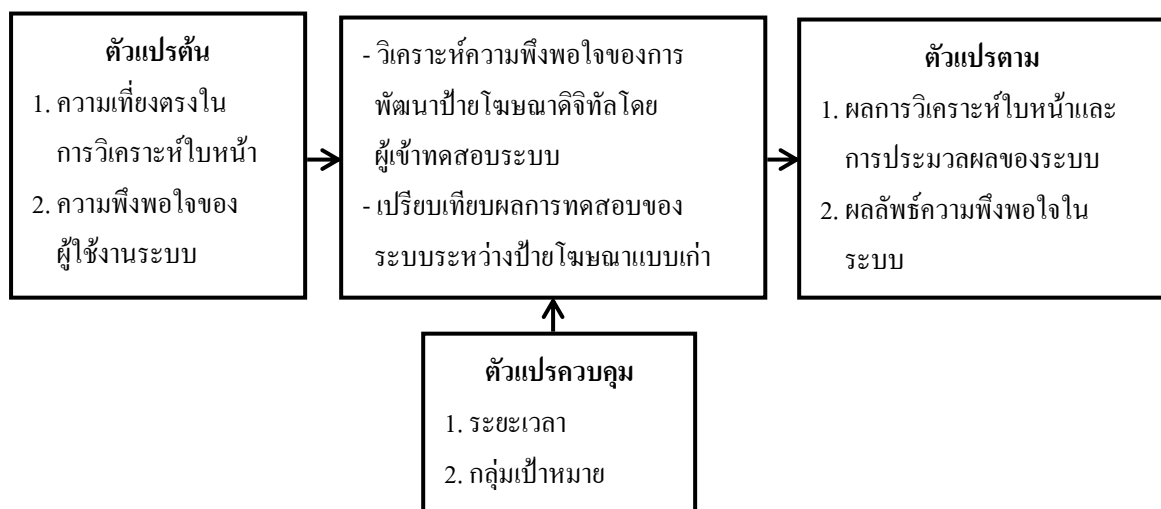 ตัวแปรต้น
1. ความเที่ยงตรงใน
การวิเคราะห์ใบหน้า
2. ความพึงพอใจของ
ผู้ใช้งานระบบ
- วิเคราะห์ความพึงพอใจของการ
พัฒนาป้ายโฆษณาดิจิทัลโดย
ผู้เข้าทดสอบระบบ
- เปรียบเทียบผลการทดสอบของ
ระบบระหว่างป้ายโฆษณาแบบเก่า
ตัวแปรตาม
1. ผลการวิเคราะห์ใบหน้าและ
การประมวลผลของระบบ
2. ผลลัพธ์ความพึงพอใจใน
ระบบ
ตัวแปรควบคุม
1. ระยะเวลา
2. กลุ่มเป้าหมาย